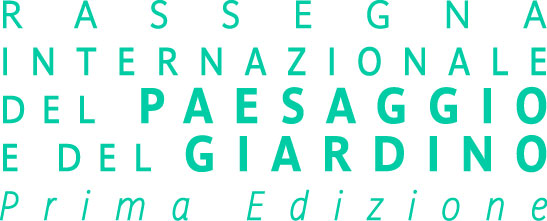 RASSEGNA
INTERNAZIONALE
DEL PAESAGGIO
E DEL GIARDINO
Prima Edizione